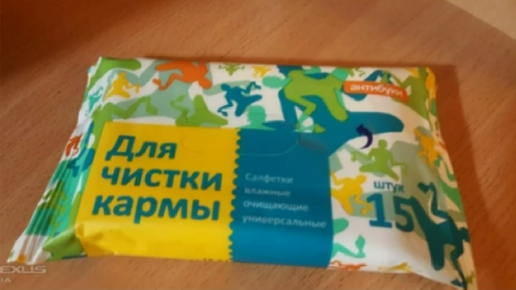 антибуки
Для
чистки
кармы
Салфетки
влажные
очищающие
универсальные
штук
15